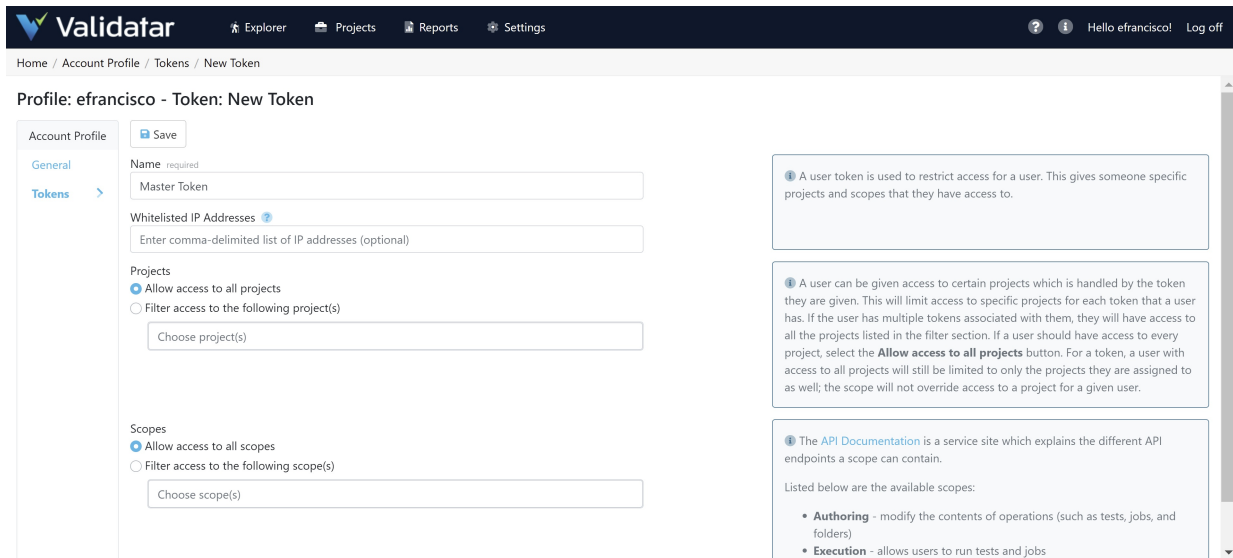 Validatar Explorer Projects Reports Settings ? i Hello efrancisco! Log off
Home / Account Profile / Tokens / New Token
Profile: efrancisco - Token: New Token
Account Profile
General
Tokens >
Save
Name required
Master Token
Whitelisted IP Addresses ?
Enter comma-delimited list of IP addresses (optional)
Projects
Allow access to all projects
Filter access to the following project(s)
Choose project(s)
Scopes
Allow access to all scopes
Filter access to the following scope(s)
Choose scope(s)
i A user token is used to restrict access for a user. This gives someone specific
projects and scopes that they have access to.
i A user can be given access to certain projects which is handled by the token
they are given. This will limit access to specific projects for each token that a user
has. If the user has multiple tokens associated with them, they will have access to
all the projects listed in the filter section. If a user should have access to every
project, select the Allow access to all projects button. For a token, a user with
access to all projects will still be limited to only the projects they are assigned to
as well; the scope will not override access to a project for a given user.
i The API Documentation is a service site which explains the different API
endpoints a scope can contain.
Listed below are the available scopes:
• Authoring - modify the contents of operations (such as tests, jobs, and
folders)
• Execution - allows users to run tests and jobs